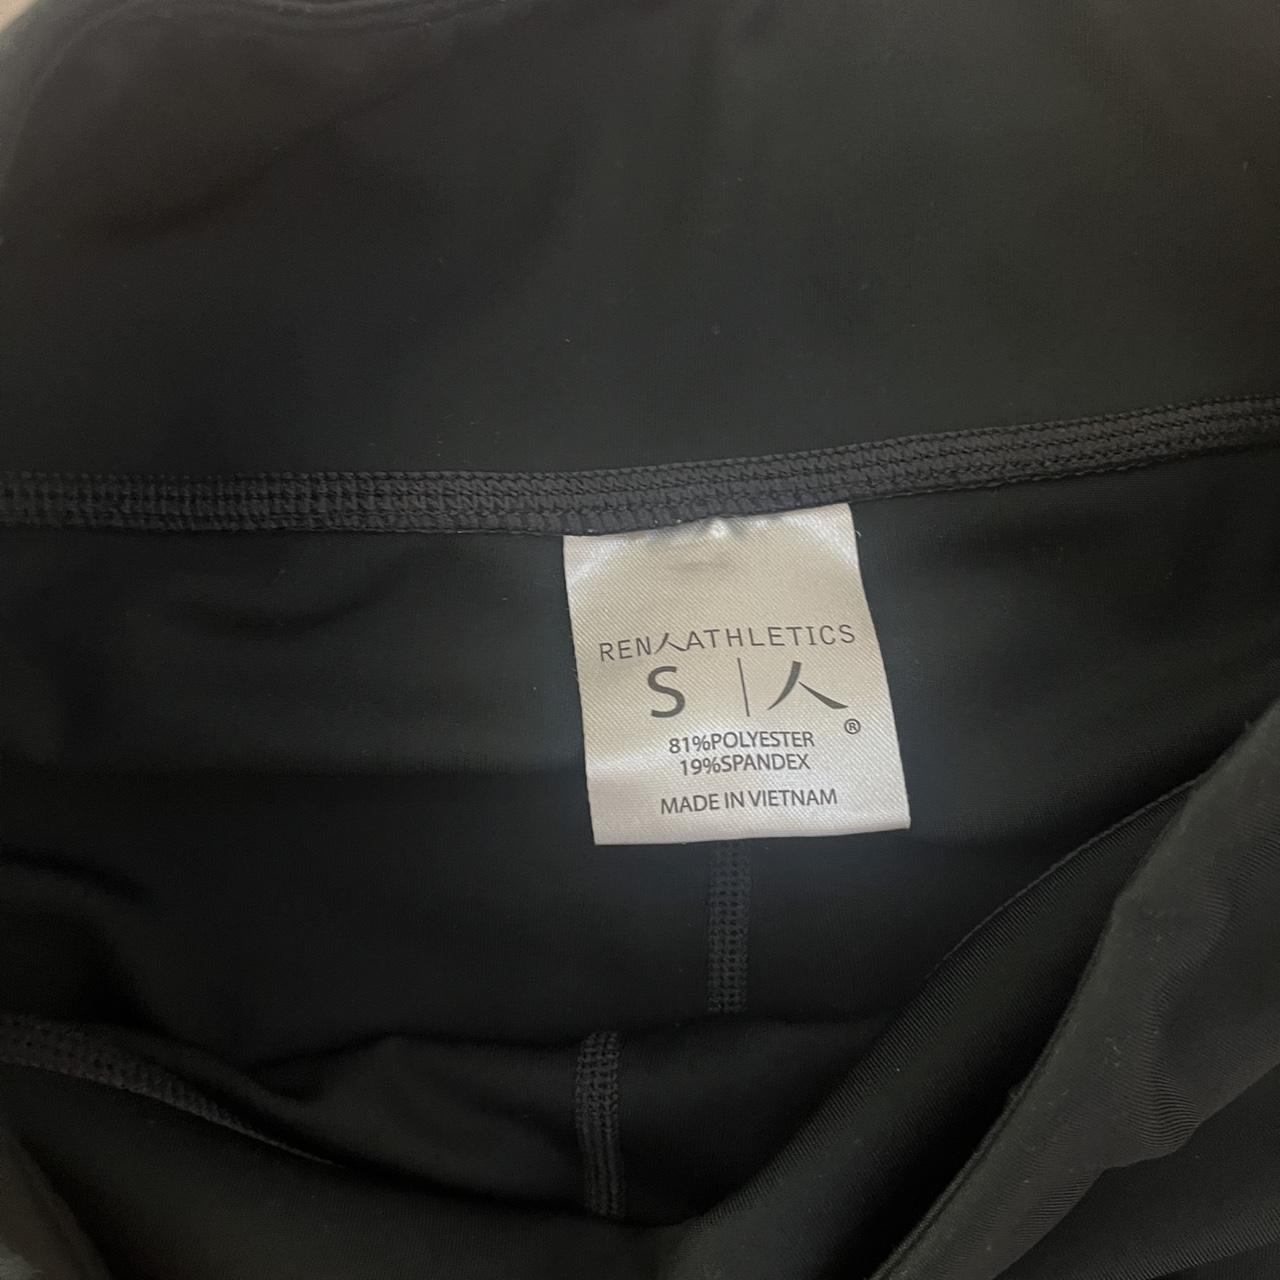 REN人ATHLETICS
S | 人
®
81%POLYESTER
19%SPANDEX
MADE IN VIETNAM